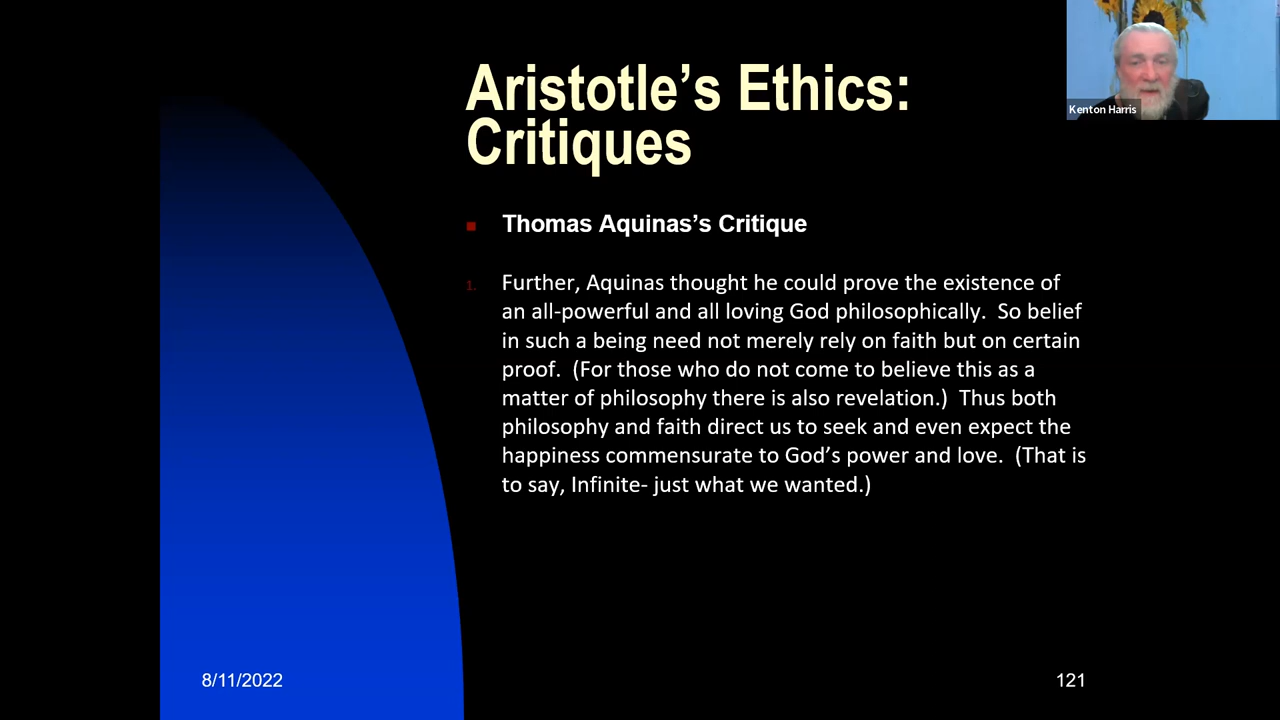 Aristotle’s Ethics:
Critiques
Kenton Harris
■ Thomas Aquinas’s Critique
1. Further, Aquinas thought he could prove the existence of
an all-powerful and all loving God philosophically.  So belief
in such a being need not merely rely on faith but on certain
proof.  (For those who do not come to believe this as a
matter of philosophy there is also revelation.)  Thus both
philosophy and faith direct us to seek and even expect the
happiness commensurate to God’s power and love.  (That is
to say, Infinite- just what we wanted.)
8/11/2022
121